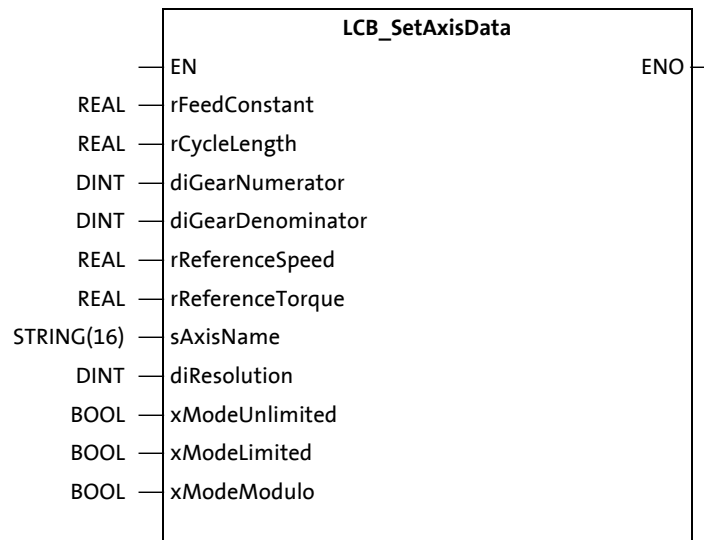 LCB_SetAxisData
EN ENO
REAL rFeedConstant
REAL rCycleLength
DINT diGearNumerator
DINT diGearDenominator
REAL rReferenceSpeed
REAL rReferenceTorque
STRING(16) sAxisName
DINT diResolution
BOOL xModeUnlimited
BOOL xModeLimited
BOOL xModeModulo